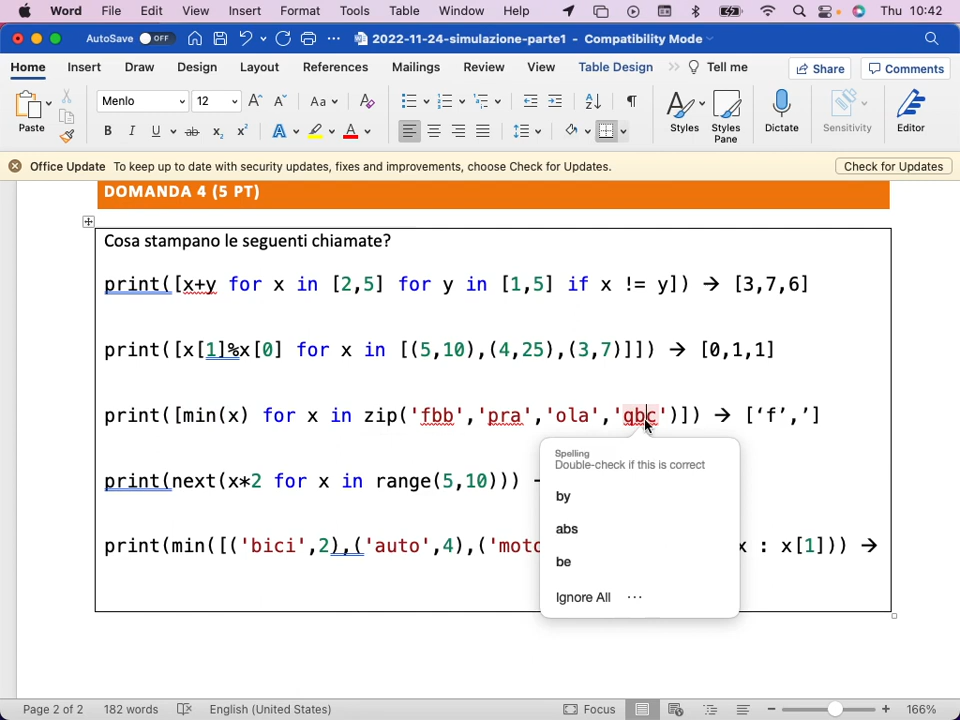 Word File Edit View Insert Format Tools Table Window Help Thu 10:42
AutoSave OFF 2022-11-24-simulazione-parte1 - Compatibility Mode
Home Insert Draw Design Layout References Mailings Review View Table Design Tell me Share Comments
Menlo 12 Aa
Paste B I U ab x2 x2 A A Styles Styles Pane Dictate Sensitivity Editor
Office Update To keep up to date with security updates, fixes and improvements, choose Check for Updates. Check for Updates
DOMANDA 4 (5 PT)
Cosa stampano le seguenti chiamate?
print([x+y for x in [2,5] for y in [1,5] if x != y]) → [3,7,6]
print([x[1]%x[0] for x in [(5,10),(4,25),(3,7)]]) → [0,1,1]
print([min(x) for x in zip('fbb','pra','ola','qbc')]) → [‘f’,’]
Spelling
Double-check if this is correct
by
print(next(x*2 for x in range(5,10))) →
abs
print(min([('bici',2),('auto',4),('moto x : x[1])) →
be
Ignore All ...
Page 2 of 2 182 words English (United States) Focus 166%